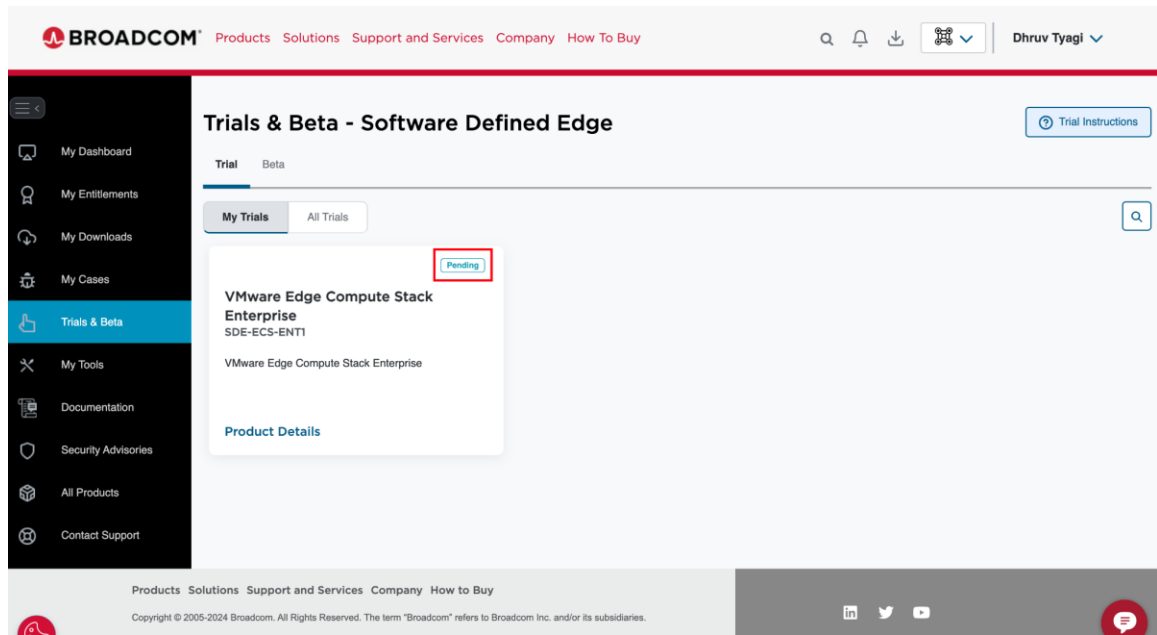 BROADCOM® Products Solutions Support and Services Company How To Buy Dhruv Tyagi
Trials & Beta - Software Defined Edge
Trial Instructions
Trial Beta
My Trials All Trials
My Dashboard
My Entitlements
My Downloads
My Cases
Trials & Beta
My Tools
Documentation
Security Advisories
All Products
Contact Support
Pending
VMware Edge Compute Stack
Enterprise
SDE-ECS-ENT1
VMware Edge Compute Stack Enterprise
Product Details
Products Solutions Support and Services Company How to Buy
Copyright © 2005-2024 Broadcom. All Rights Reserved. The term "Broadcom" refers to Broadcom Inc. and/or its subsidiaries.